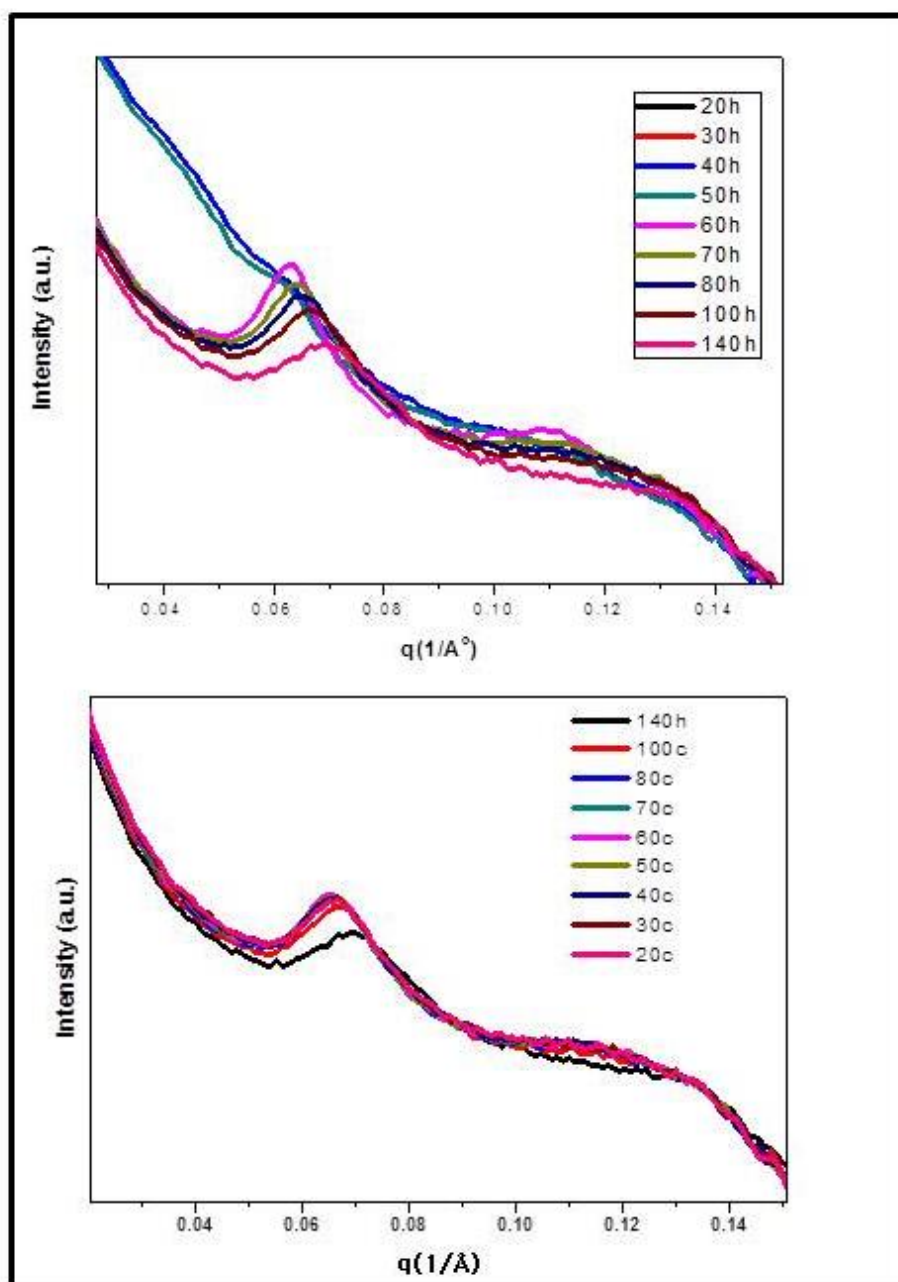 20h
30h
40h
50h
60h
70h
80h
100h
140h
Intensity (a.u.)
0.04 0.06 0.08 0.10 0.12 0.14
q(1/A°)
140h
100c
80c
70c
60c
50c
40c
30c
20c
Intensity (a.u.)
0.04 0.06 0.08 0.10 0.12 0.14
q(1/Å)